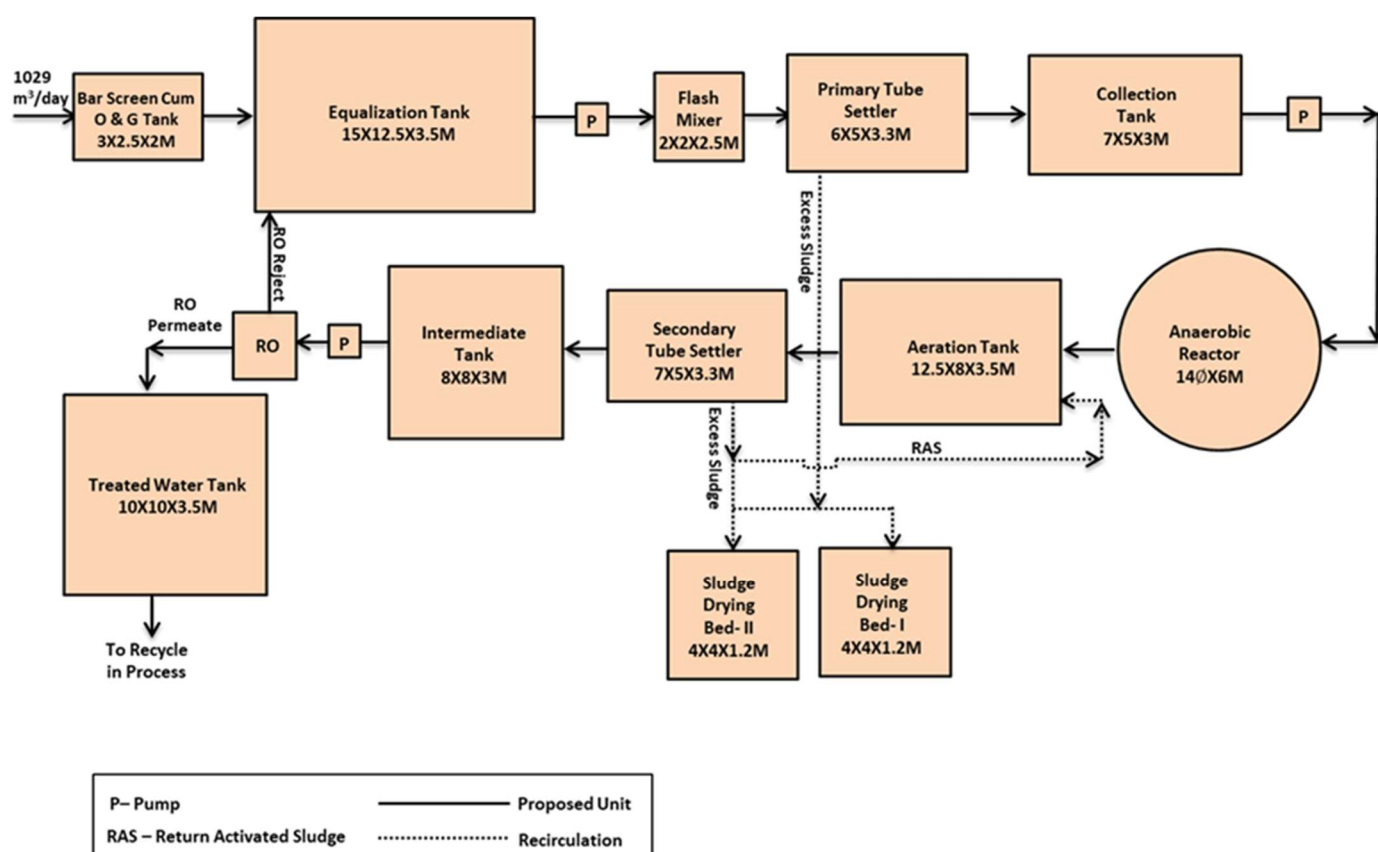 1029
m³/day
Bar Screen Cum
O & G Tank
3X2.5X2M
Equalization Tank
15X12.5X3.5M
P
Flash
Mixer
2X2X2.5M
Primary Tube
Settler
6X5X3.3M
Collection
Tank
7X5X3M
P
Excess Sludge
RO Reject
RO
Permeate
RO
P
Intermediate
Tank
8X8X3M
Secondary
Tube Settler
7X5X3.3M
Aeration Tank
12.5X8X3.5M
Anaerobic
Reactor
14ØX6M
Excess Sludge
RAS
Treated Water Tank
10X10X3.5M
To Recycle
in Process
Sludge
Drying
Bed- II
4X4X1.2M
Sludge
Drying
Bed- I
4X4X1.2M
P– Pump
Proposed Unit
RAS – Return Activated Sludge
Recirculation